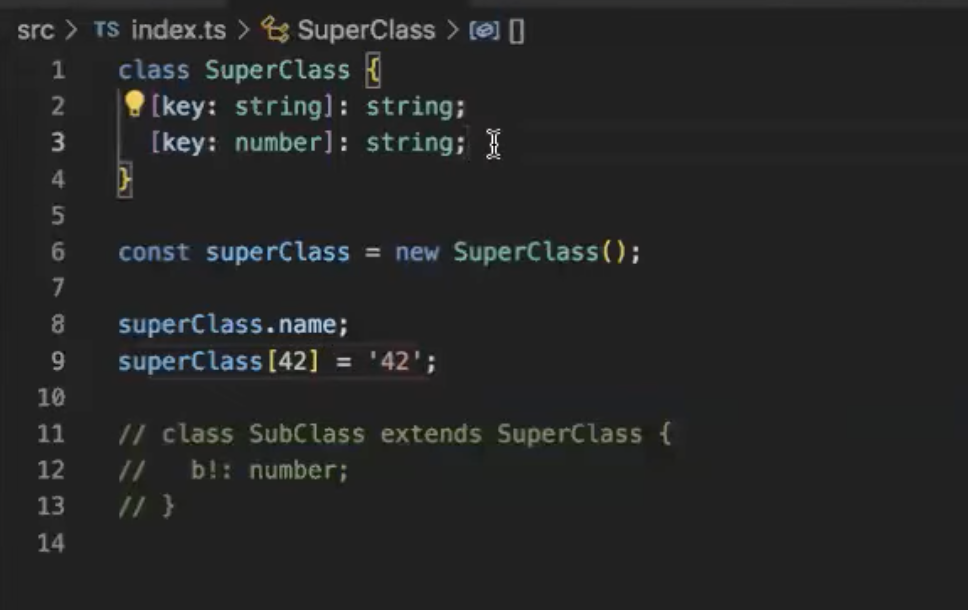 src > TS index.ts > SuperClass > []
1 class SuperClass {
2 [key: string]: string;
3 [key: number]: string;
4 }
5
6 const superClass = new SuperClass();
7
8 superClass.name;
9 superClass[42] = '42';
10
11 // class SubClass extends SuperClass {
12 //   b!: number;
13 // }
14